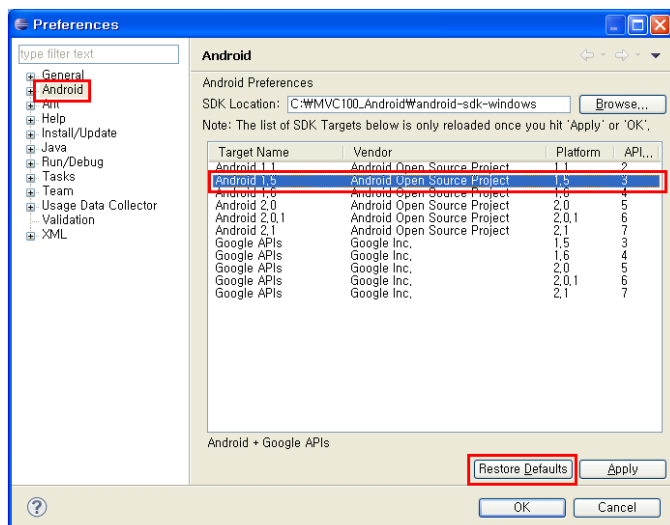 Preferences
type filter text
General
Android
Ant
Help
Install/Update
Java
Run/Debug
Tasks
Team
Usage Data Collector
Validation
XML
Android
Android Preferences
SDK Location: C:₩MVC100_Android₩android-sdk-windows Browse...
Note: The list of SDK Targets below is only reloaded once you hit 'Apply' or 'OK'.
Target Name Vendor Platform API...
Android 1.1 Android Open Source Project 1.1 2
Android 1.5 Android Open Source Project 1.5 3
Android 1.6 Android Open Source Project 1.6 4
Android 2.0 Android Open Source Project 2.0 5
Android 2.0.1 Android Open Source Project 2.0.1 6
Android 2.1 Android Open Source Project 2.1 7
Google APIs Google Inc. 1.5 3
Google APIs Google Inc. 1.6 4
Google APIs Google Inc. 2.0 5
Google APIs Google Inc. 2.0.1 6
Google APIs Google Inc. 2.1 7
Android + Google APIs
Restore Defaults Apply
? OK Cancel